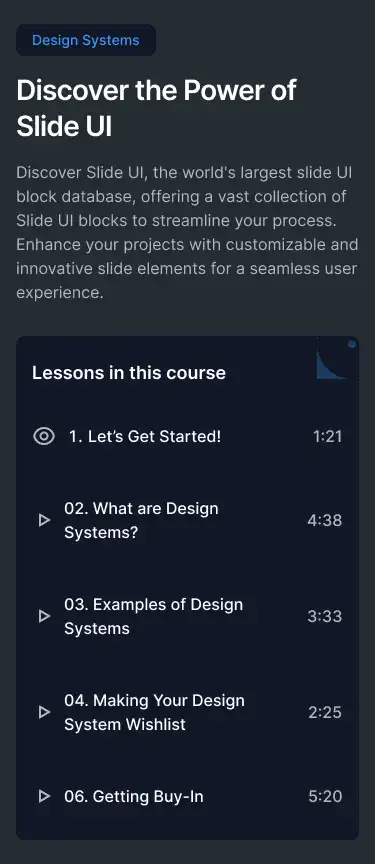 Design Systems
Discover the Power of
Slide UI
Discover Slide UI, the world's largest slide UI
block database, offering a vast collection of
Slide UI blocks to streamline your process.
Enhance your projects with customizable and
innovative slide elements for a seamless user
experience.
Lessons in this course
1. Let’s Get Started! 1:21
02. What are Design
Systems? 4:38
03. Examples of Design
Systems 3:33
04. Making Your Design
System Wishlist 2:25
06. Getting Buy-In 5:20